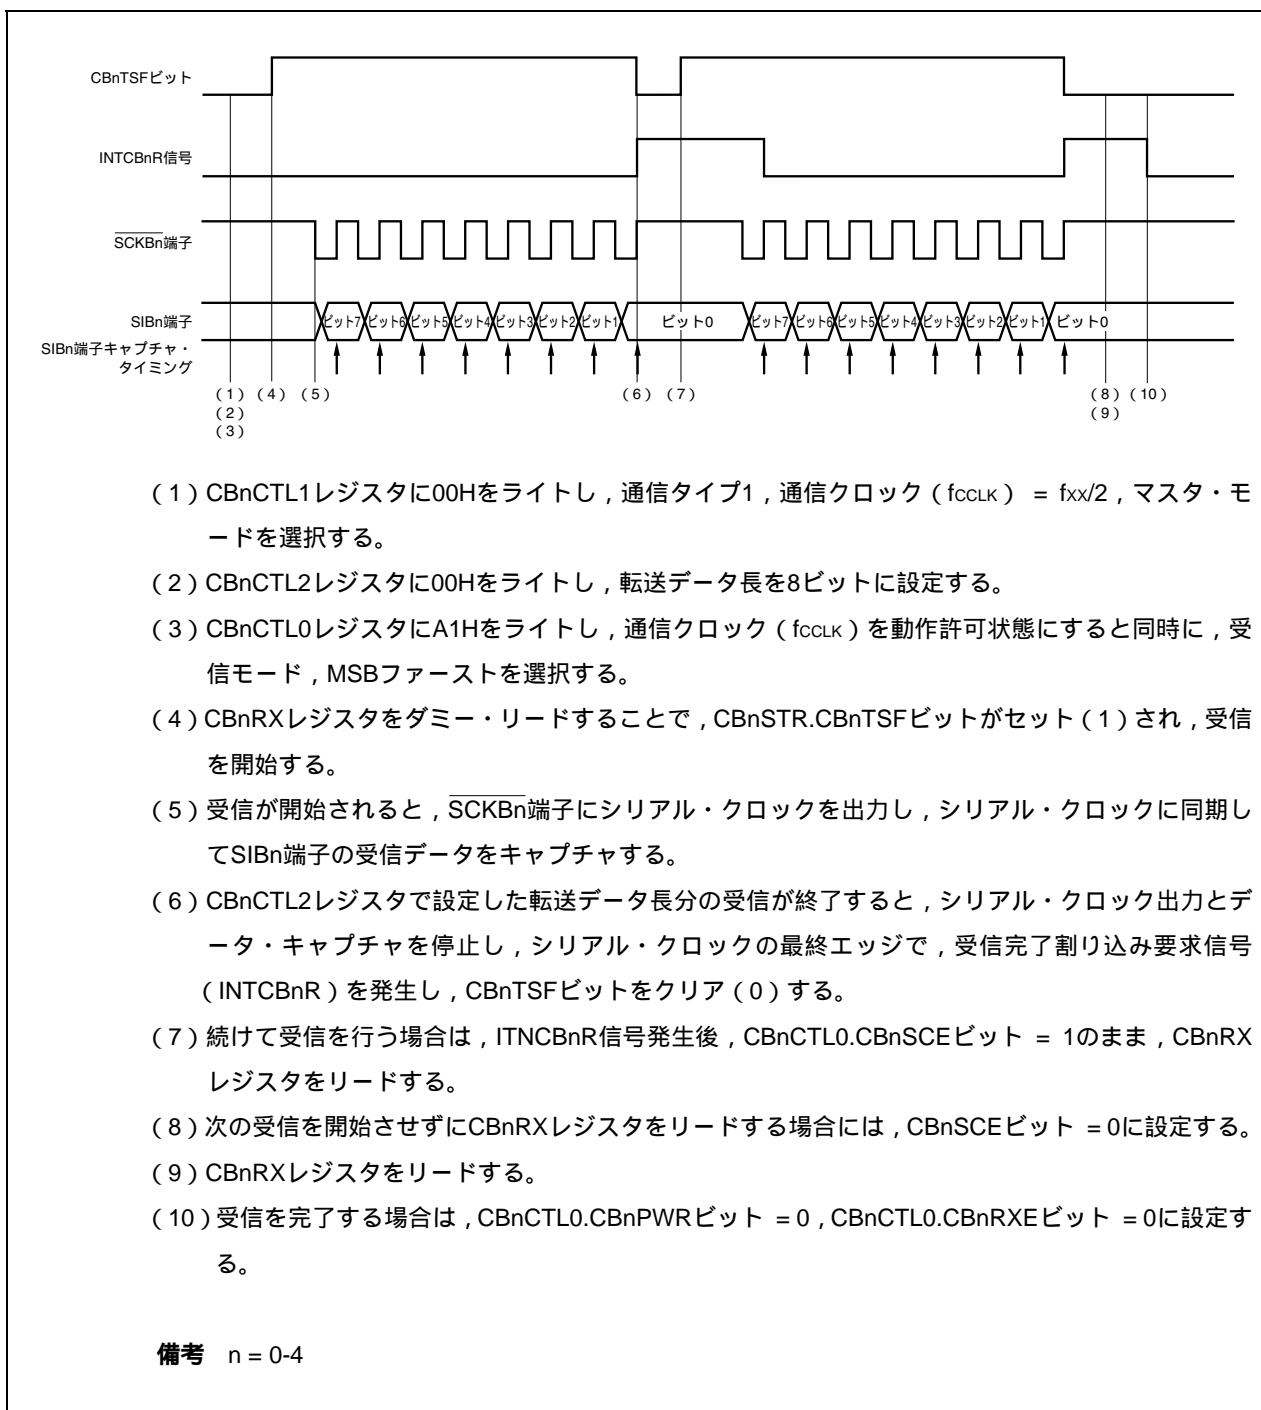 CBnTSFビット
INTCBnR信号
SCKBn端子
SIBn端子
ビット7 ビット6 ビット5 ビット4 ビット3 ビット2 ビット1 ビット0 ビット7 ビット6 ビット5 ビット4 ビット3 ビット2 ビット1 ビット0
SIBn端子キャプチャ・
タイミング
（1）（4）（5）（6）（7）（8）（10）
（2）（9）
（3）
（1）CBnCTL1レジスタに00Hをライトし，通信タイプ1，通信クロック（fCCLK） = fXX/2，マスタ・モ
ードを選択する。
（2）CBnCTL2レジスタに00Hをライトし，転送データ長を8ビットに設定する。
（3）CBnCTL0レジスタにA1Hをライトし，通信クロック（fCCLK）を動作許可状態にすると同時に，受
信モード，MSBファーストを選択する。
（4）CBnRXレジスタをダミー・リードすることで，CBnSTR.CBnTSFビットがセット（1）され，受信
を開始する。
（5）受信が開始されると，SCKBn端子にシリアル・クロックを出力し，シリアル・クロックに同期し
てSIBn端子の受信データをキャプチャする。
（6）CBnCTL2レジスタで設定した転送データ長分の受信が終了すると，シリアル・クロック出力とデ
ータ・キャプチャを停止し，シリアル・クロックの最終エッジで，受信完了割り込み要求信号
（INTCBnR）を発生し，CBnTSFビットをクリア（0）する。
（7）続けて受信を行う場合は，ITNCBnR信号発生後，CBnCTL0.CBnSCEビット = 1のまま，CBnRX
レジスタをリードする。
（8）次の受信を開始させずにCBnRXレジスタをリードする場合には，CBnSCEビット = 0に設定する。
（9）CBnRXレジスタをリードする。
（10）受信を完了する場合は，CBnCTL0.CBnPWRビット = 0，CBnCTL0.CBnRXEビット = 0に設定す
る。
備考 n = 0-4